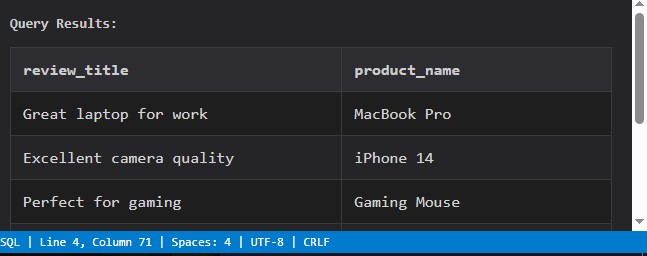 Query Results:
review_title product_name
Great laptop for work MacBook Pro
Excellent camera quality iPhone 14
Perfect for gaming Gaming Mouse
SQL | Line 4, Column 71 | Spaces: 4 | UTF-8 | CRLF